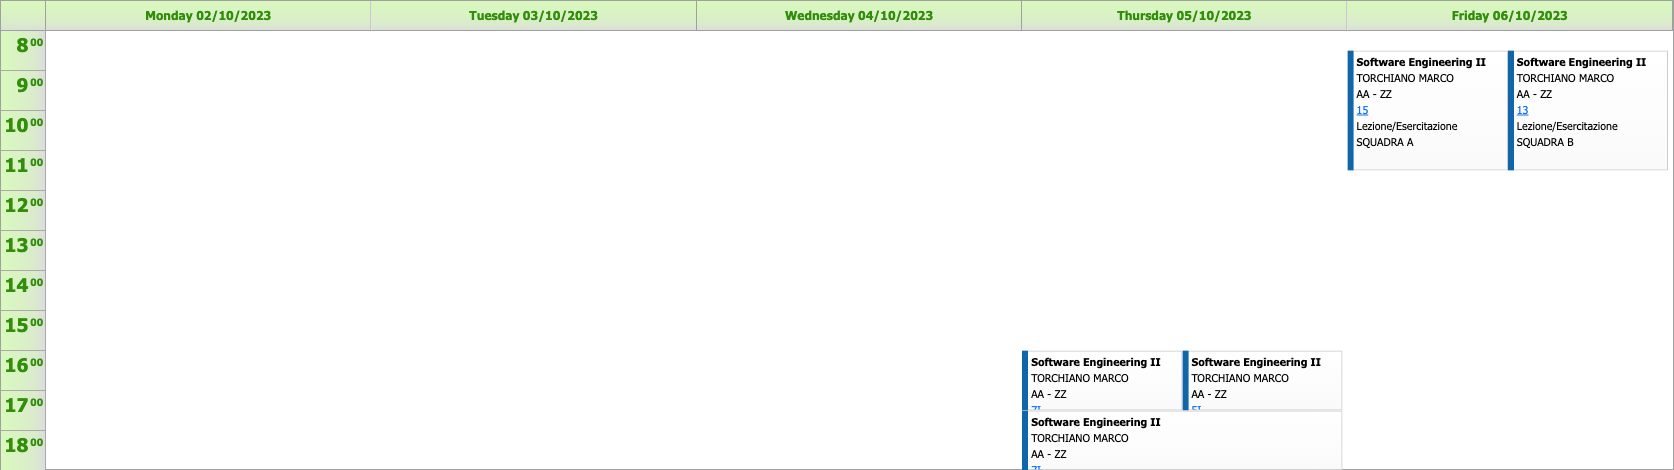 Monday 02/10/2023
Tuesday 03/10/2023
Wednesday 04/10/2023
Thursday 05/10/2023
Friday 06/10/2023
8 00
9 00
10 00
11 00
12 00
13 00
14 00
15 00
16 00
17 00
18 00
Software Engineering II
TORCHIANO MARCO
AA - ZZ
Software Engineering II
TORCHIANO MARCO
AA - ZZ
Software Engineering II
TORCHIANO MARCO
AA - ZZ
Software Engineering II
TORCHIANO MARCO
AA - ZZ
15
Lezione/Esercitazione
SQUADRA A
Software Engineering II
TORCHIANO MARCO
AA - ZZ
13
Lezione/Esercitazione
SQUADRA B